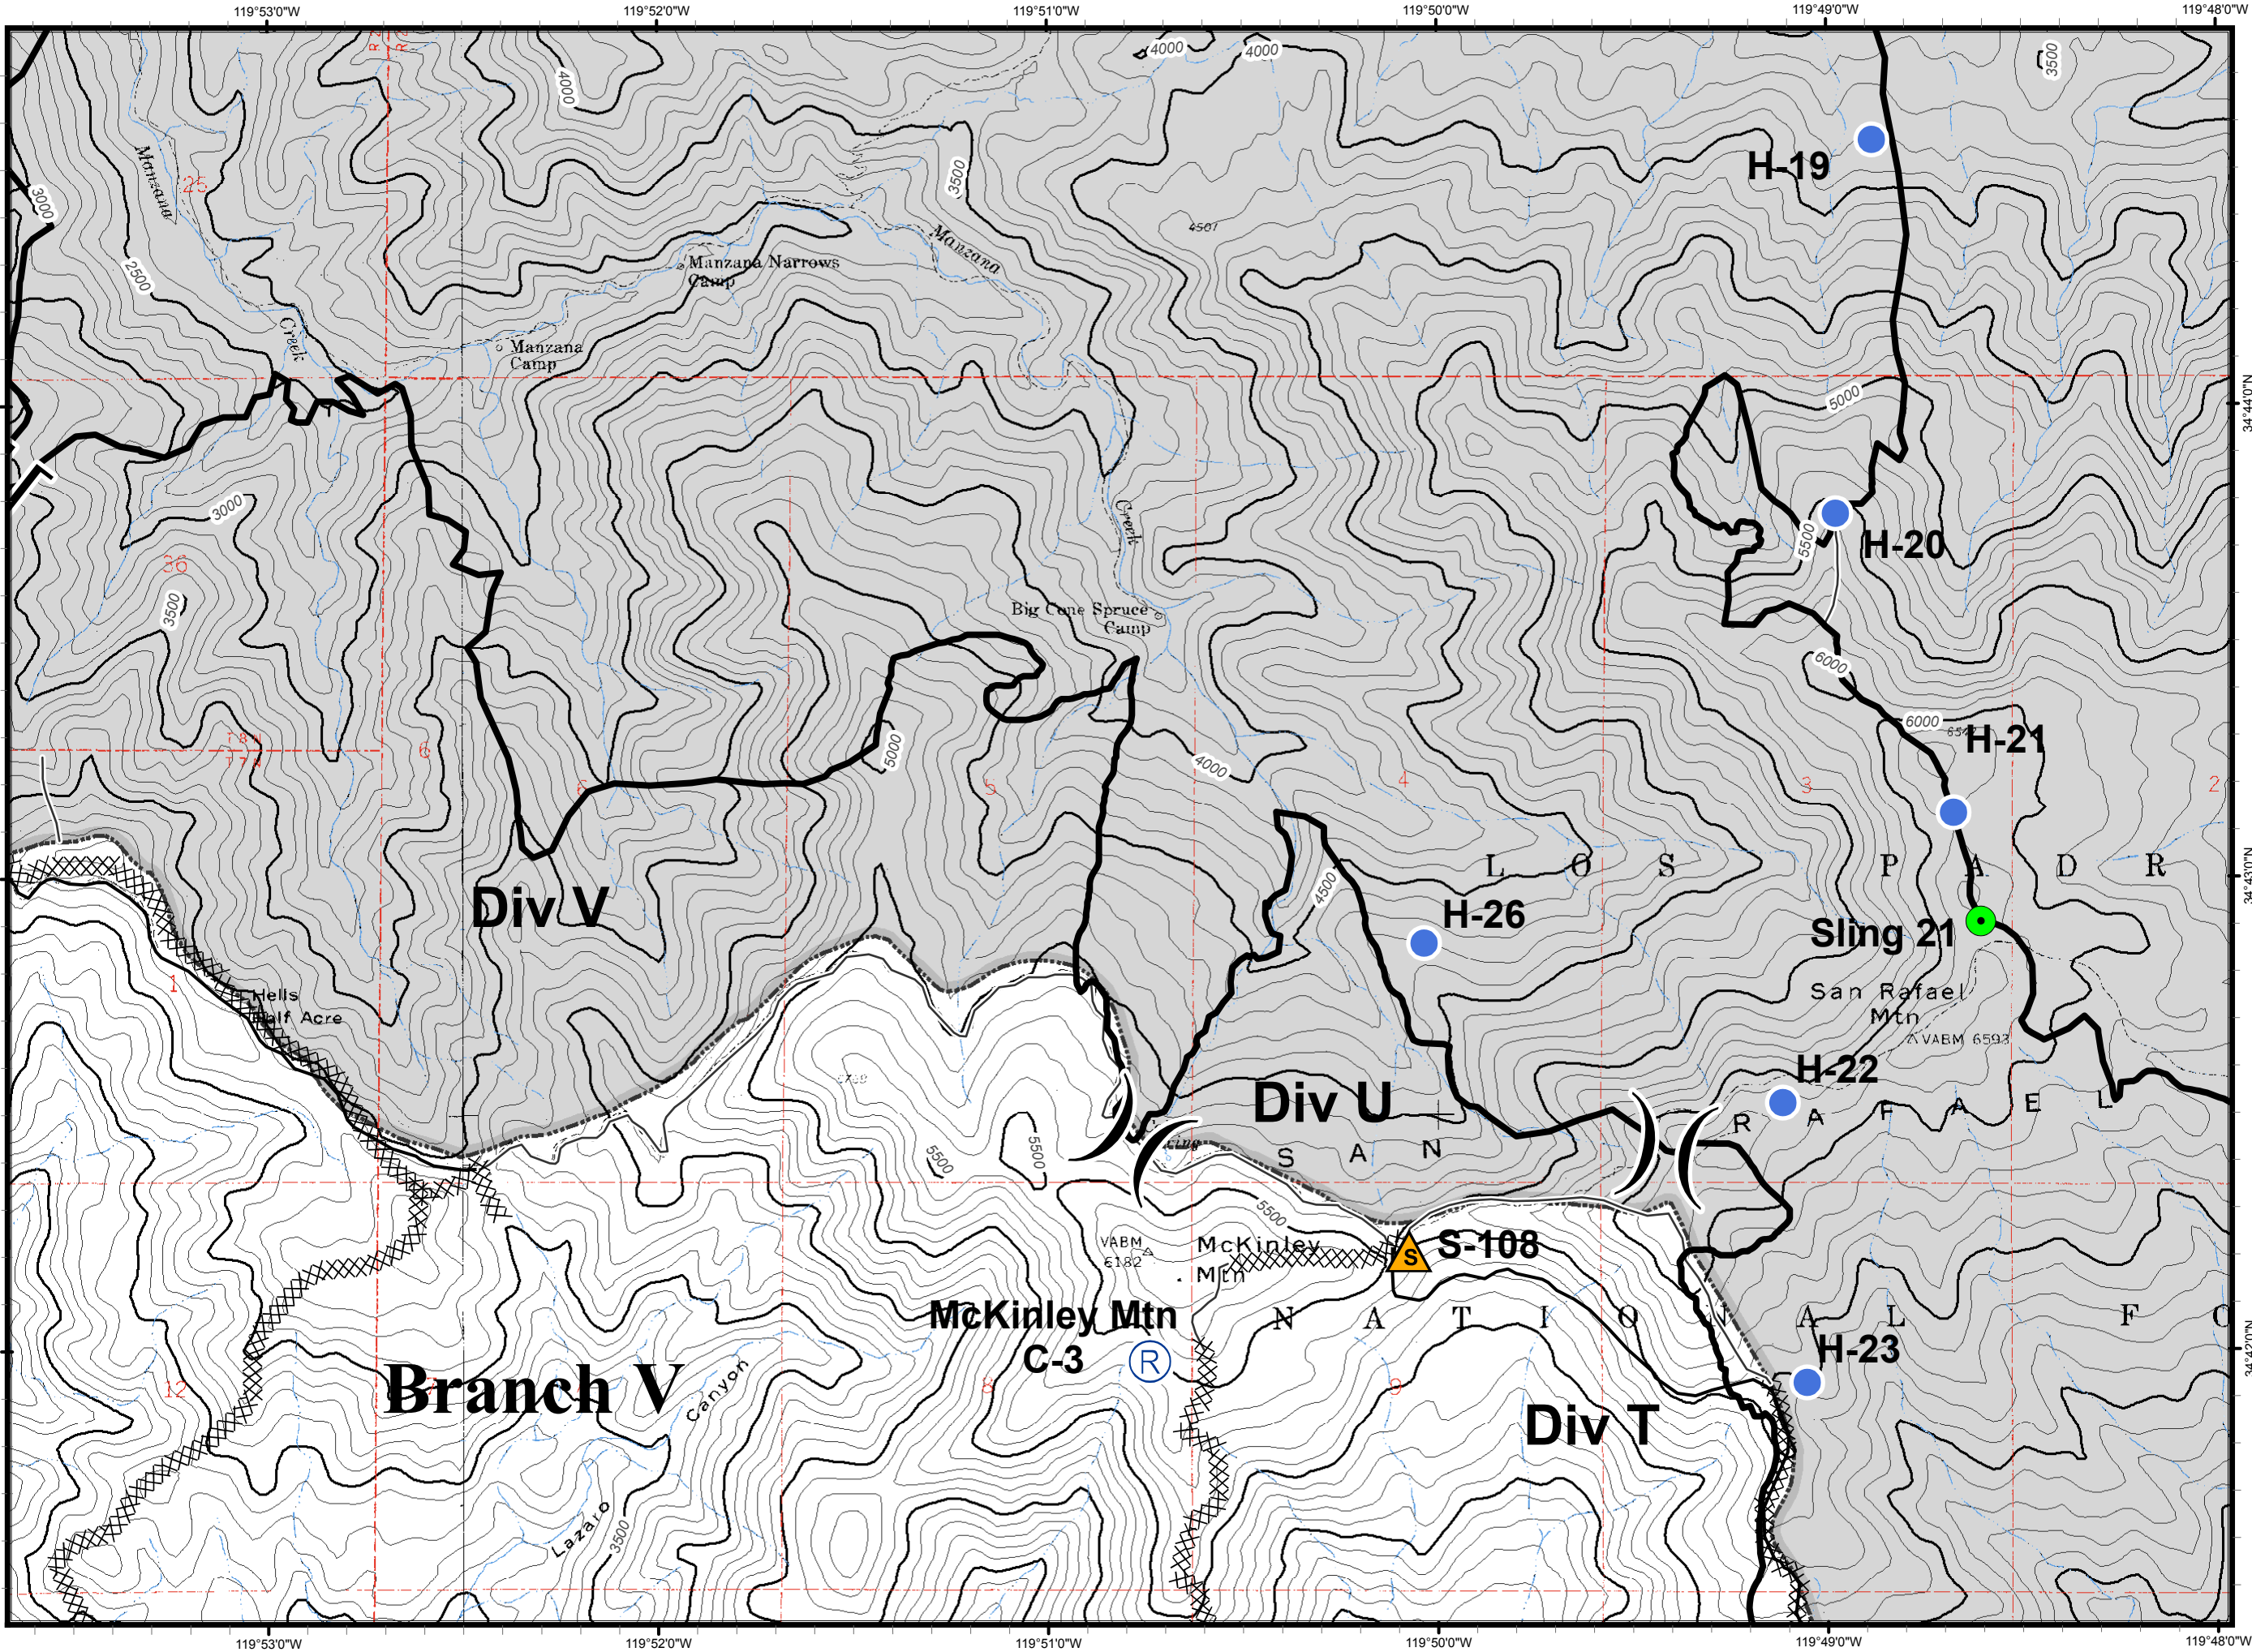 119°53'0"W
119°52'0"W
119°51'0"W
119°50'0"W
119°49'0"W
119°48'0"W
4000
4000
4000
3500
H-19
3500
3000
Manzana
25
2500
Manzana
4501
Manzana Narrows
Camp
Creek
Manzana
Camp
34°44'0"N
5000
3000
Creek
5500
H-20
36
3500
Big Cone Spruce
Camp
6000
6000
H-21
T 8 N
T 7 N
6
6
5000
5
4000
4
3
2
L O S P A D R
34°43'0"N
4500
H-26
Div V
Sling 21
1
Hells
Half Acre
San Rafael
Mtn
VABM 6593
H-22
Div U
S A N R A F A E L
5500
5500
5500
VABM
6182
McKinley
Mtn
S
S-108
McKinley Mtn
C-3
R
N A T I O N A L F O
H-23
34°42'0"N
Branch V
12
8
9
Canyon
Lazaro
3500
Div T
119°53'0"W
119°52'0"W
119°51'0"W
119°50'0"W
119°49'0"W
119°48'0"W